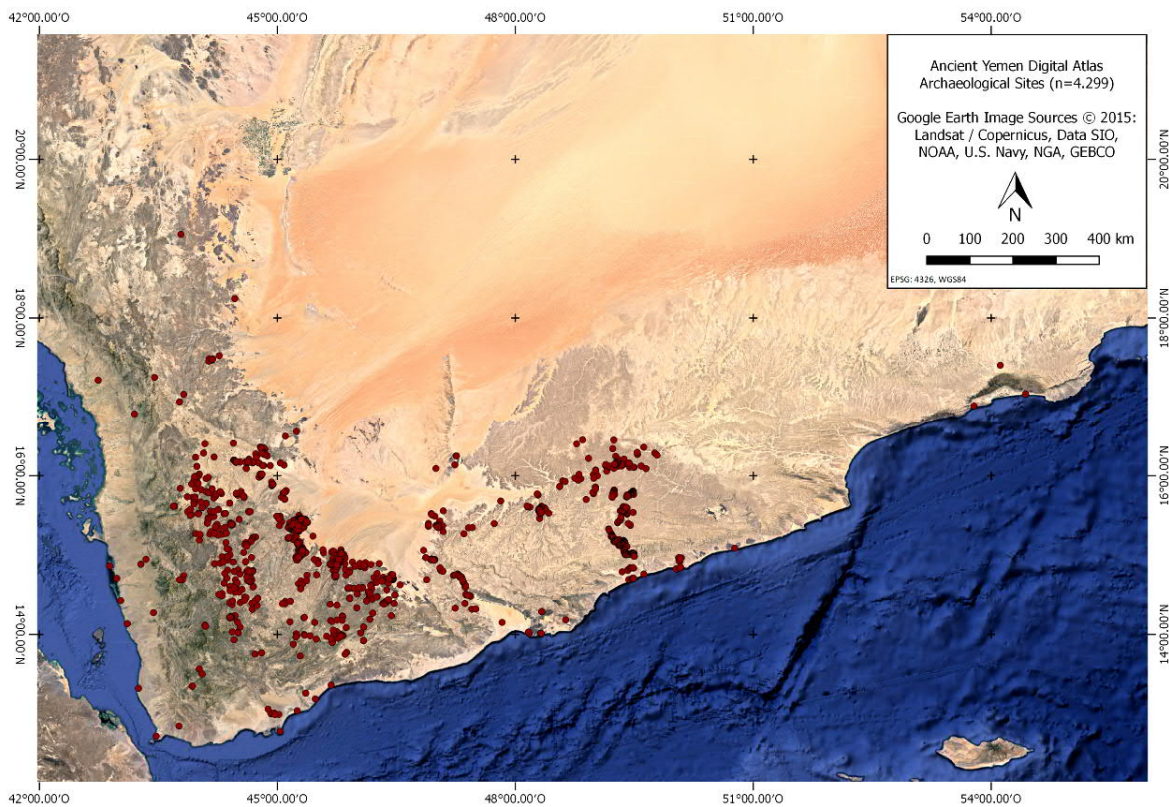 42°00.00'O
45°00.00'O
48°00.00'O
51°00.00'O
54°00.00'O
Ancient Yemen Digital Atlas
Archaeological Sites (n=4.299)
Google Earth Image Sources © 2015:
Landsat / Copernicus, Data SIO,
NOAA, U.S. Navy, NGA, GEBCO
N
0 100 200 300 400 km
EPSG: 4326, WGS84
20°00.00'N
18°00.00'N
16°00.00'N
14°00.00'N
20°00.00'N
18°00.00'N
16°00.00'N
14°00.00'N
42°00.00'O
45°00.00'O
48°00.00'O
51°00.00'O
54°00.00'O